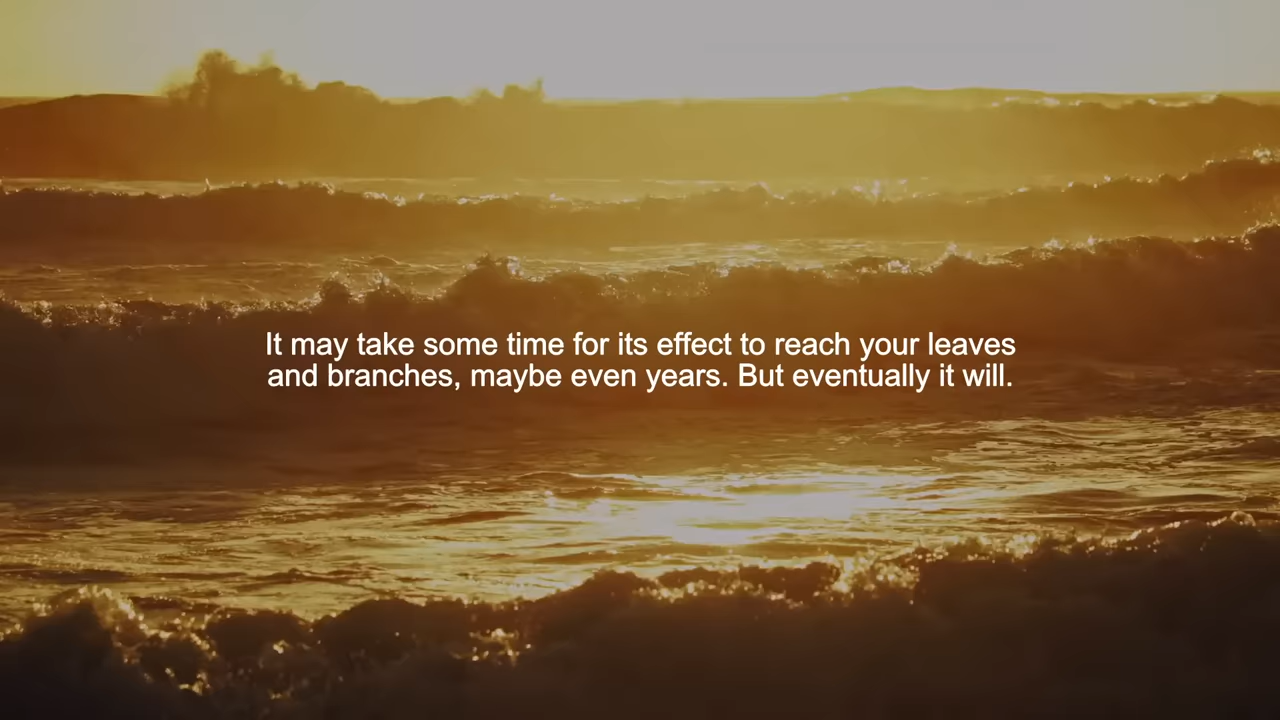 It may take some time for its effect to reach your leaves
and branches, maybe even years. But eventually it will.